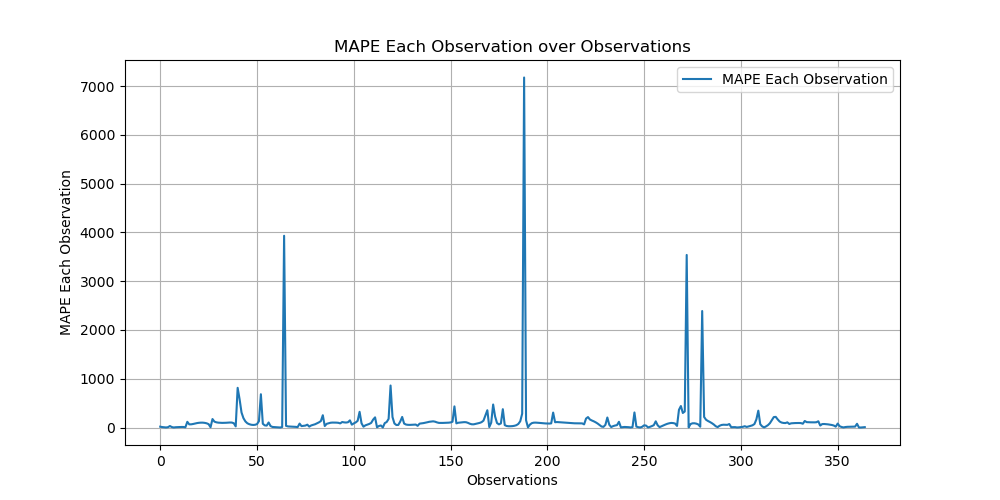 MAPE Each Observation over Observations
MAPE Each Observation
7000
6000
5000
4000
3000
2000
1000
0
MAPE Each Observation
0 50 100 150 200 250 300 350
Observations